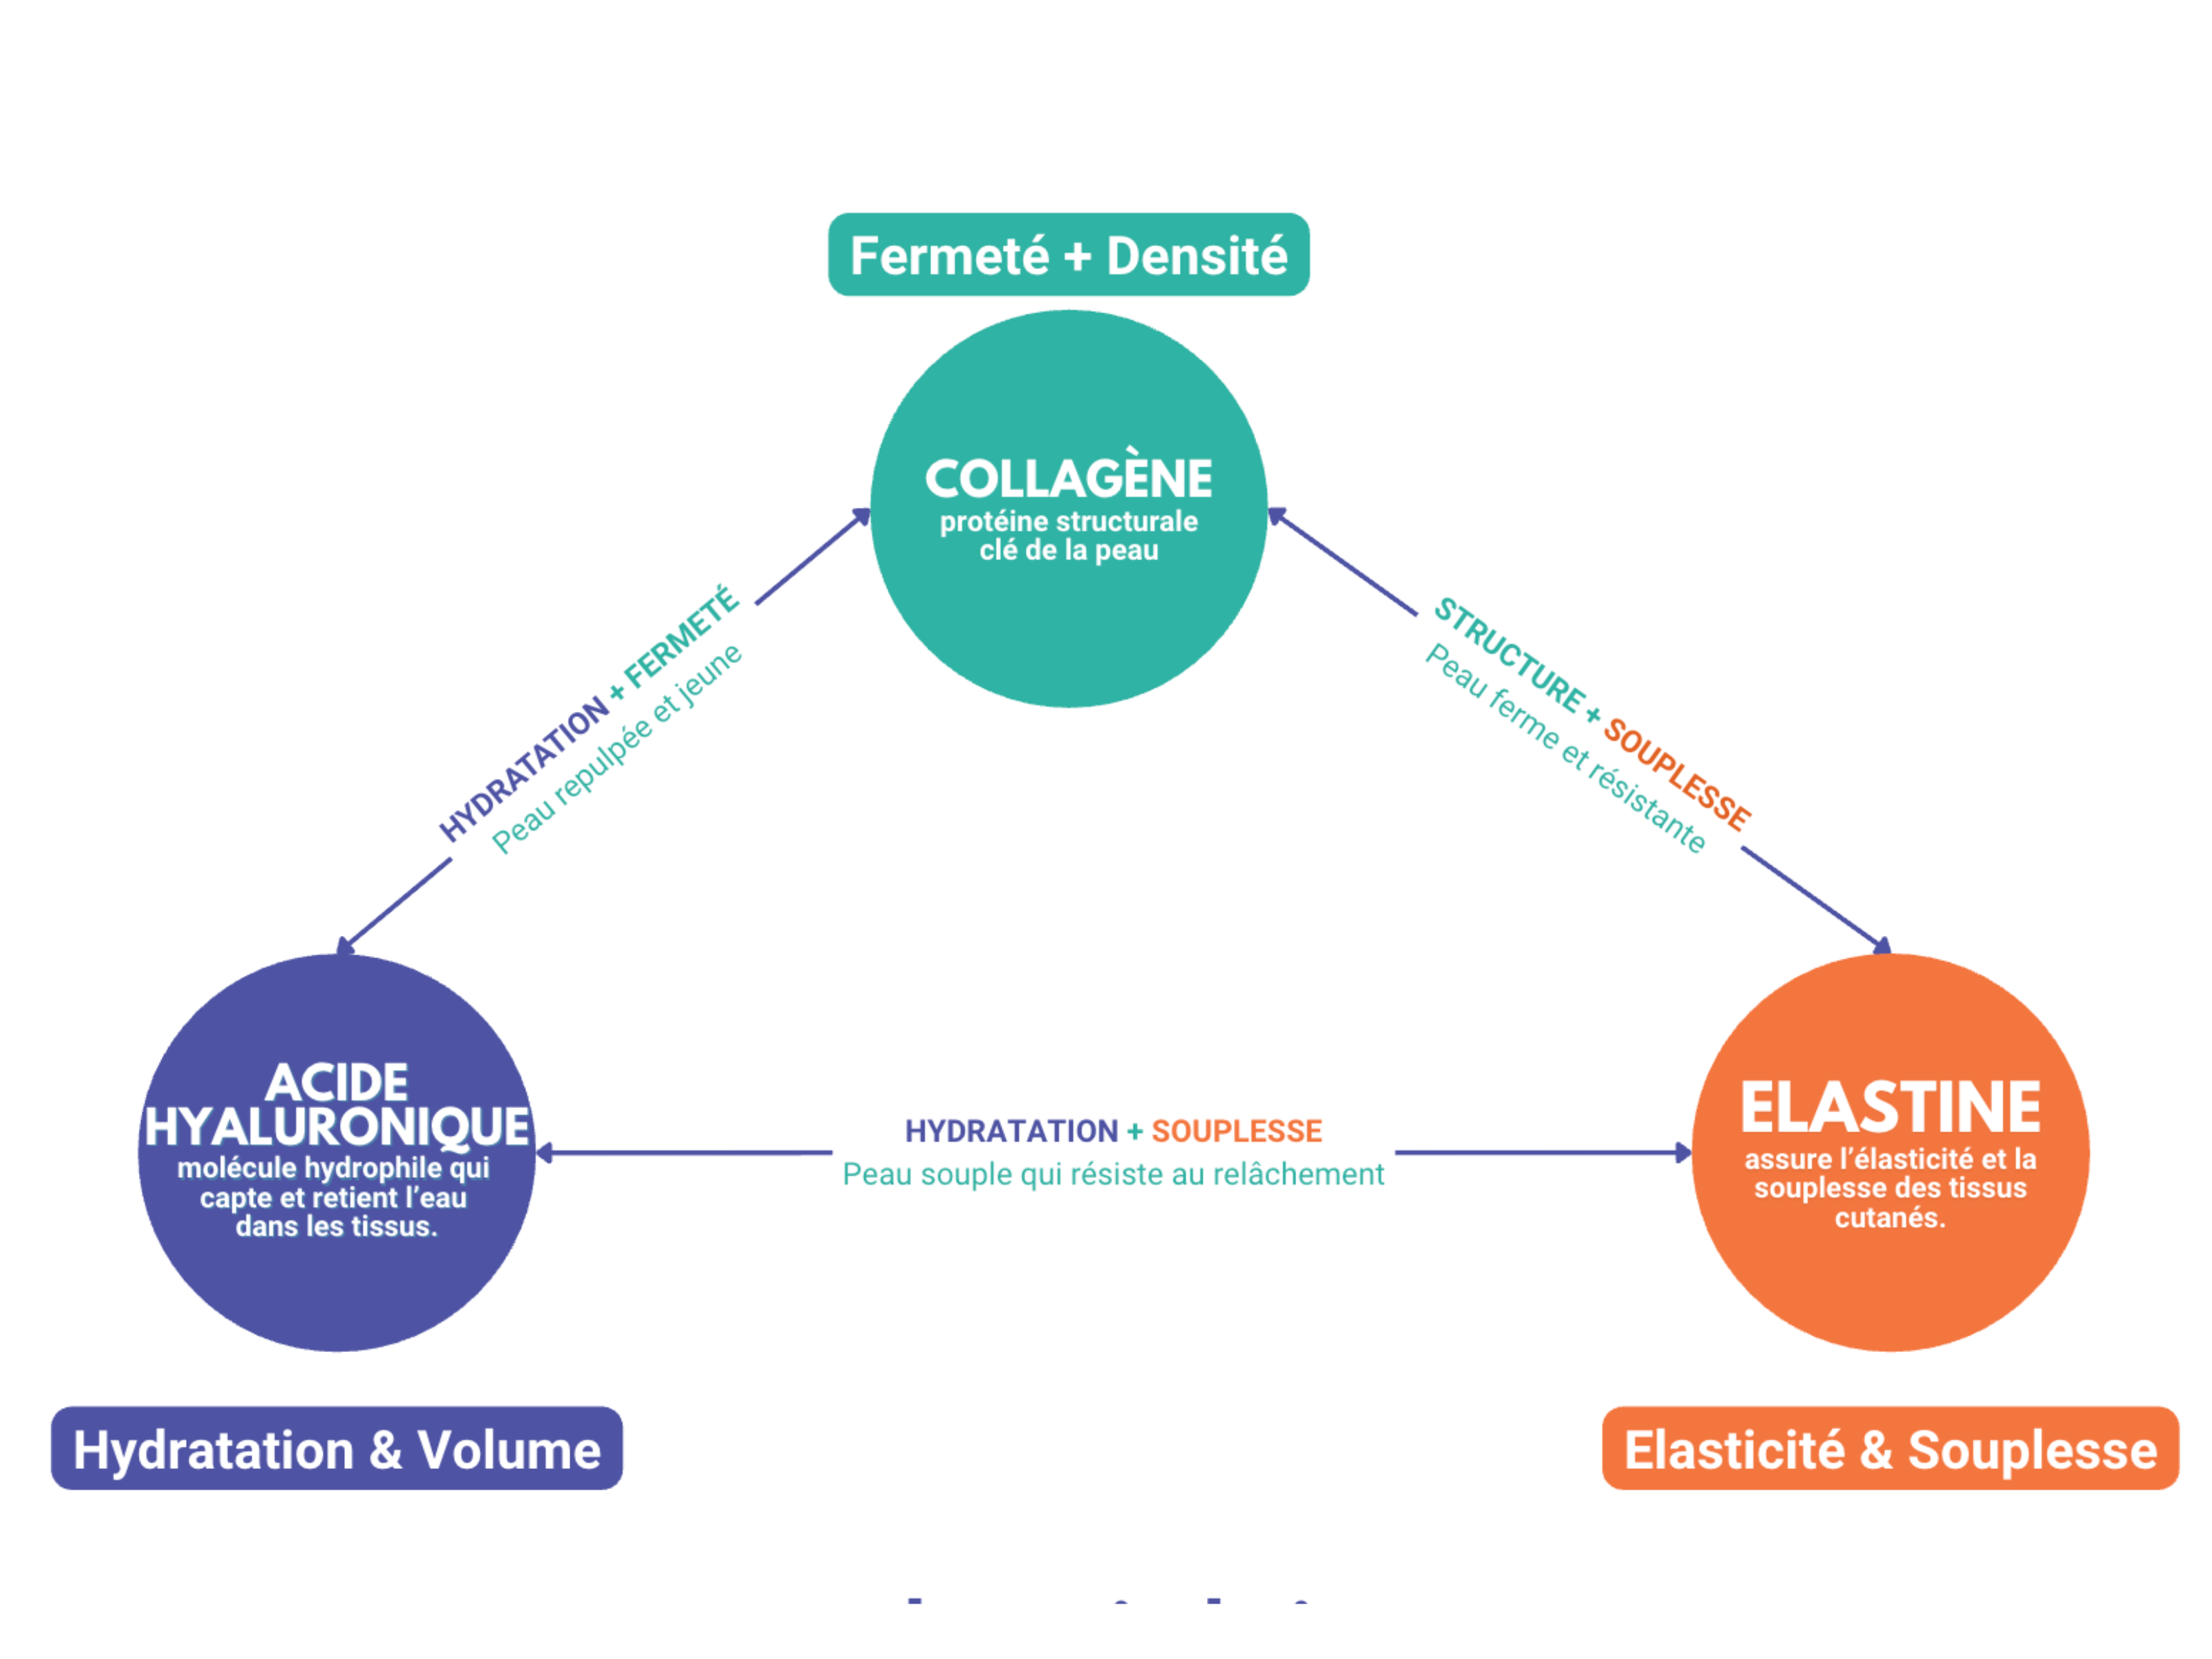 Fermeté + Densité
COLLAGÈNE
protéine structurale
clé de la peau
HYDRATATION + FERMETÉ
Peau repulpée et jeune
STRUCTURE + SOUPLESSE
Peau ferme et résistante
ACIDE
HYALURONIQUE
molécule hydrophile qui
capte et retient l'eau
dans les tissus.
HYDRATATION + SOUPLESSE
Peau souple qui résiste au relâchement
ELASTINE
assure l'élasticité et la
souplesse des tissus
cutanés.
Hydratation & Volume
Elasticité & Souplesse